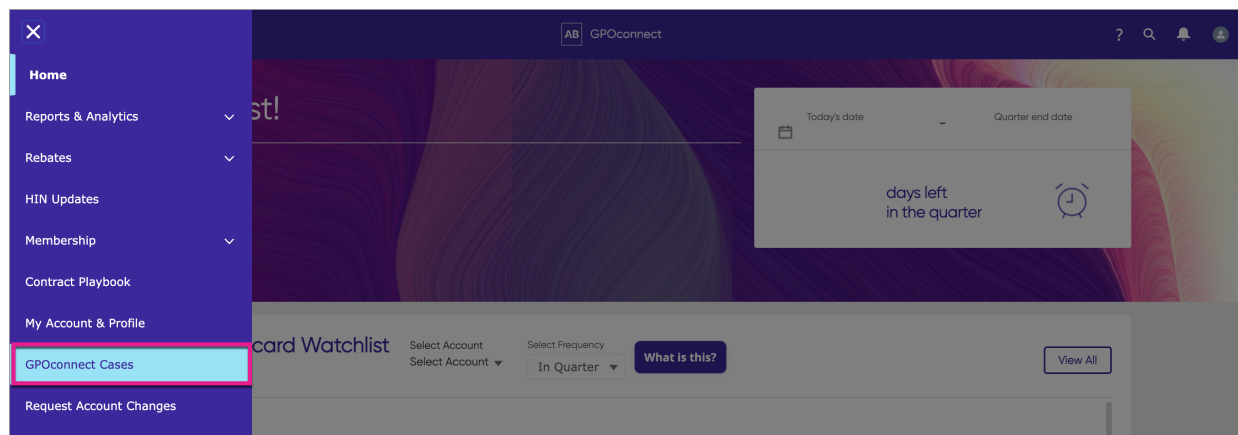 AB GPOconnect
?
Home
Reports & Analytics
Rebates
HIN Updates
Membership
Contract Playbook
My Account & Profile
GPOconnect Cases
Request Account Changes
st!
Today's date - Quarter end date
days left
in the quarter
card Watchlist
Select Account
Select Account
Select Frequency
In Quarter
What is this?
View All